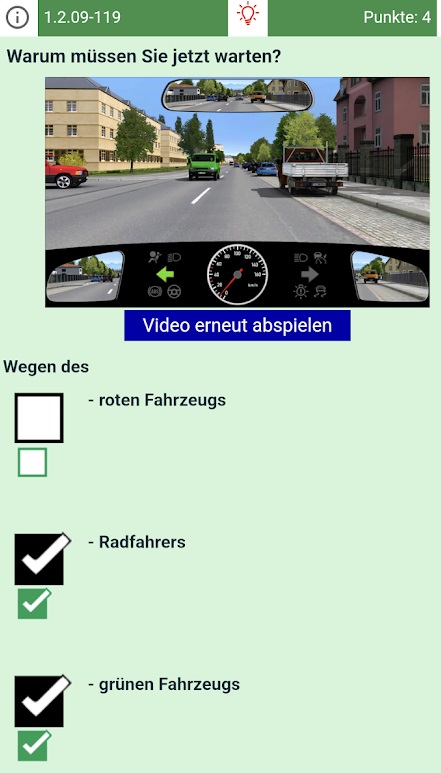 1.2.09-119
Punkte: 4
Warum müssen Sie jetzt warten?
Video erneut abspielen
Wegen des
- roten Fahrzeugs
- Radfahrers
- grünen Fahrzeugs